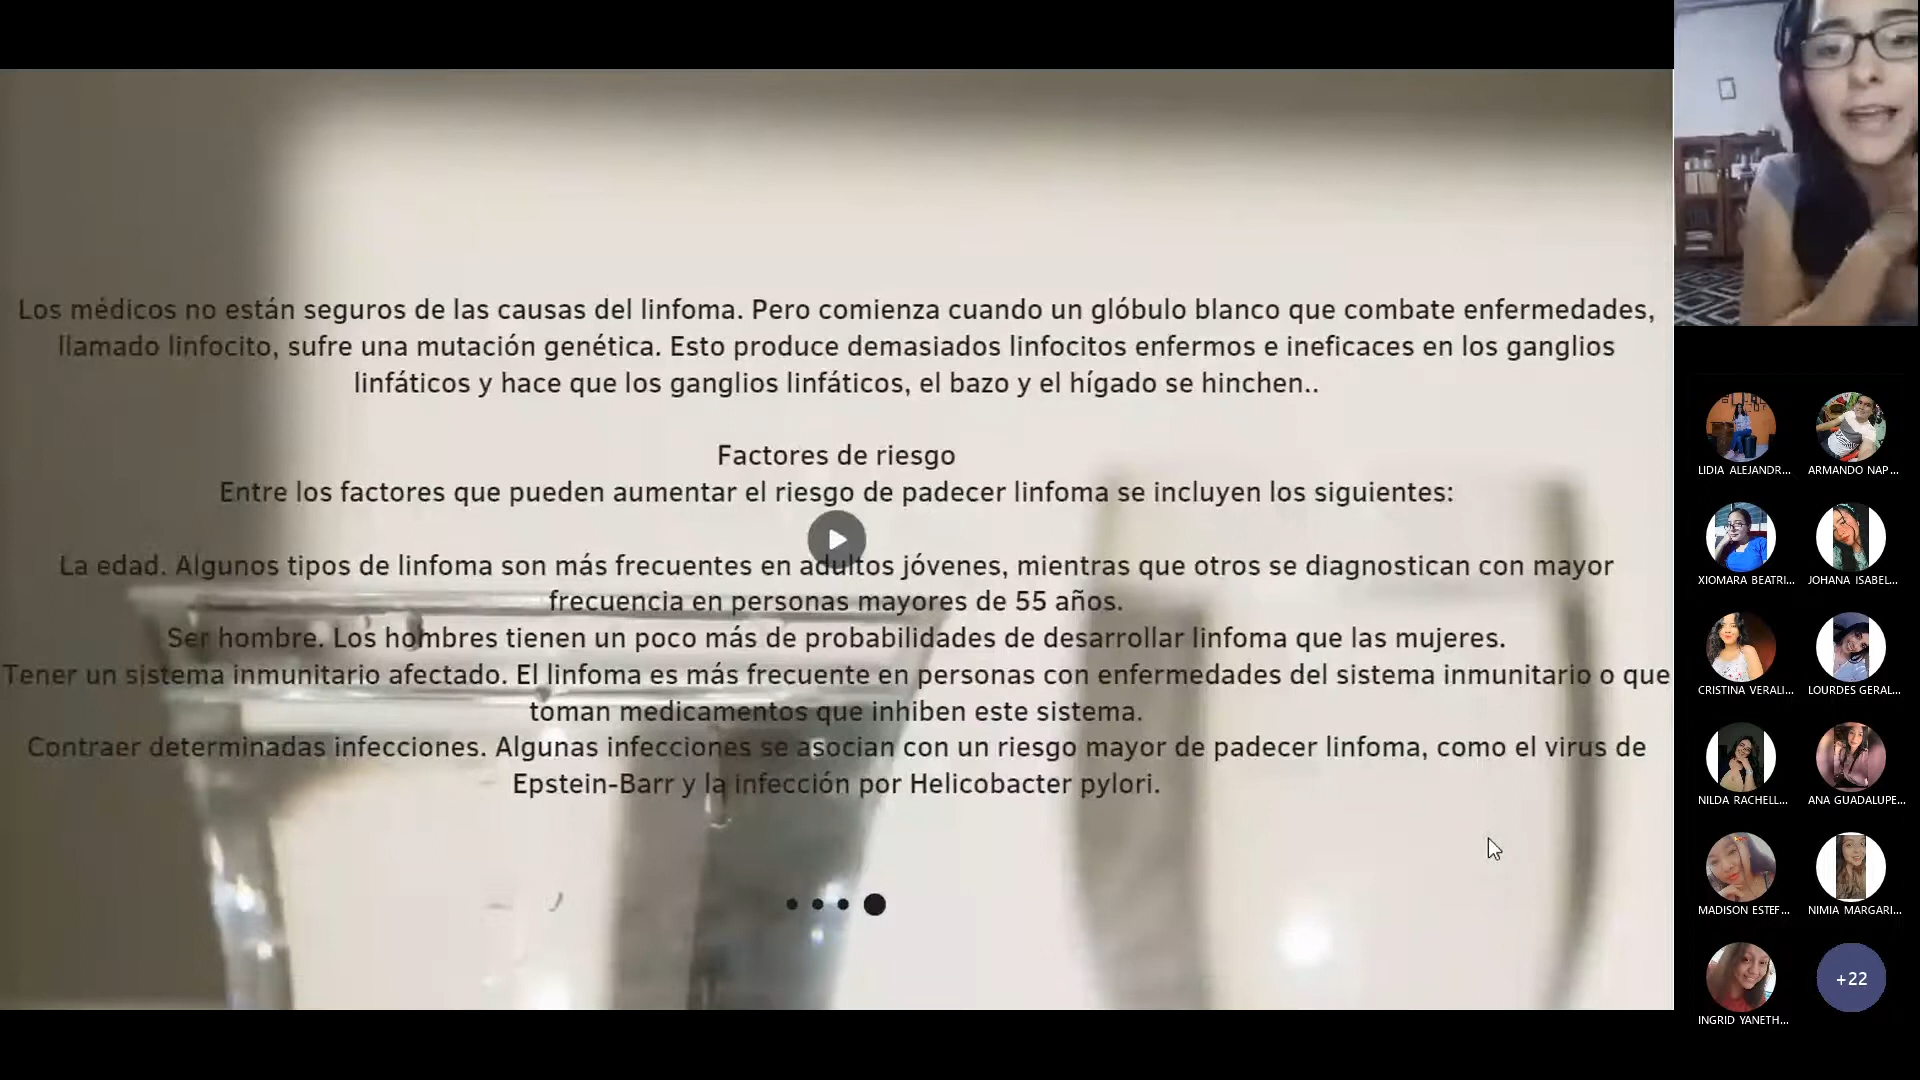 Los médicos no están seguros de las causas del linfoma. Pero comienza cuando un glóbulo blanco que combate enfermedades,
llamado linfocito, sufre una mutación genética. Esto produce demasiados linfocitos enfermos e ineficaces en los ganglios
linfáticos y hace que los ganglios linfáticos, el bazo y el hígado se hinchen..
Factores de riesgo
Entre los factores que pueden aumentar el riesgo de padecer linfoma se incluyen los siguientes:
La edad. Algunos tipos de linfoma son más frecuentes en adultos jóvenes, mientras que otros se diagnostican con mayor
frecuencia en personas mayores de 55 años.
Ser hombre. Los hombres tienen un poco más de probabilidades de desarrollar linfoma que las mujeres.
Tener un sistema inmunitario afectado. El linfoma es más frecuente en personas con enfermedades del sistema inmunitario o que
toman medicamentos que inhiben este sistema.
Contraer determinadas infecciones. Algunas infecciones se asocian con un riesgo mayor de padecer linfoma, como el virus de
Epstein-Barr y la infección por Helicobacter pylori.
LIDIA ALEJANDR...
ARMANDO NAP...
XIOMARA BEATRI...
JOHANA ISABEL...
CRISTINA VERALI...
LOURDES GERAL...
NILDA RACHELL...
ANA GUADALUPE...
MADISON ESTEF...
NIMIA MARGARI...
INGRID YANETH...
+22